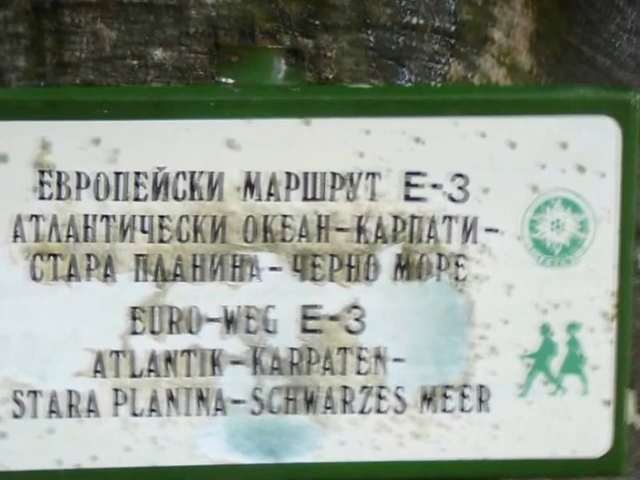 ЕВРОПЕЙСКИ МАРШРУТ Е-3
АТЛАНТИЧЕСКИ ОКЕАН-КАРПАТИ-
СТАРА ПЛАНИНА-ЧЕРНО МОРЕ
EURO-WEG E-3
ATLANTIK-KARPATEN-
STARA PLANINA-SCHWARZES MEER